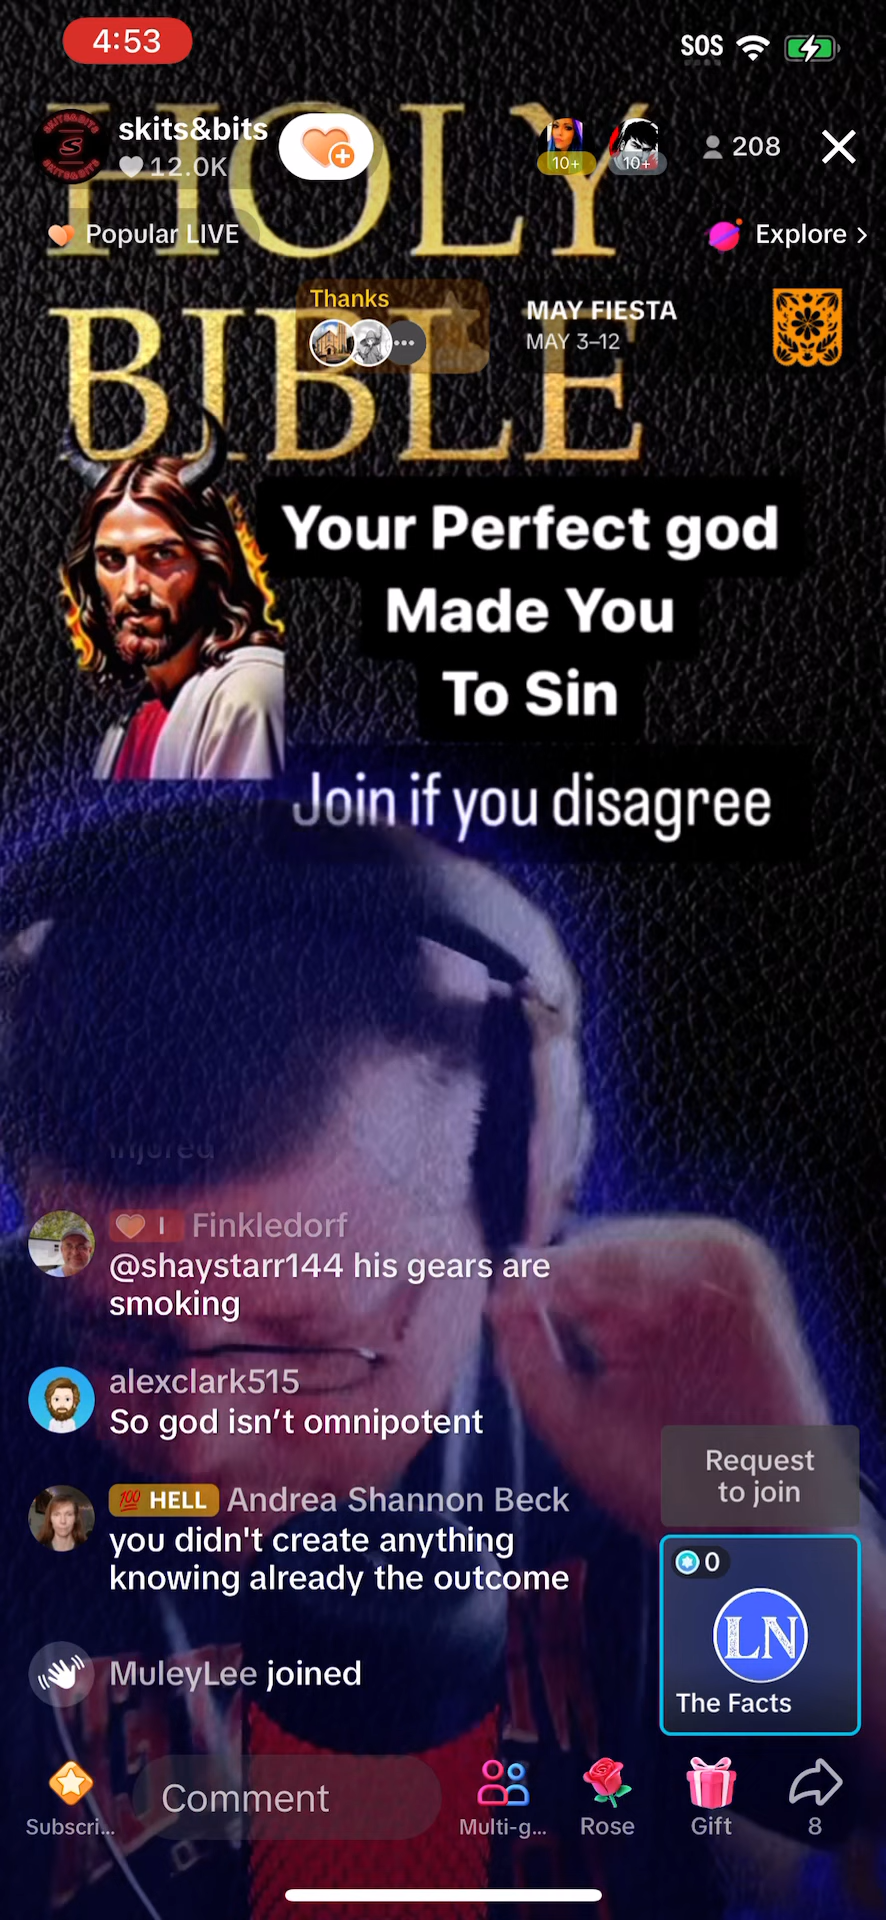 4:53
SOS
HOLY
skits&bits
12.0K
10+
10+
208
Popular LIVE
Explore >
BIBLE
Thanks
MAY FIESTA
MAY 3–12
Your Perfect god
Made You
To Sin
Join if you disagree
injured
I Finkledorf
@shaystarr144 his gears are
smoking
alexclark515
So god isn’t omnipotent
💯 HELL Andrea Shannon Beck
you didn't create anything
knowing already the outcome
MuleyLee joined
Request
to join
0
LN
The Facts
Subscri...
Comment
Multi-g...
Rose
Gift
8